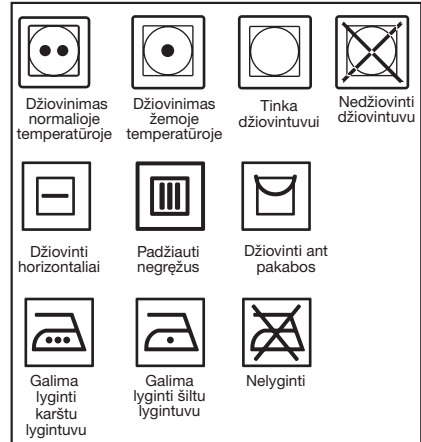 Džiovinimas
normalioje
temperatūroje
Džiovinimas
žemoje
temperatūroje
Tinka
džiovintuvui
Nedžiovinti
džiovintuvu
Džiovinti
horizontaliai
Padžiauti
negręžus
Džiovinti ant
pakabos
Galima
lyginti
karštu
lygintuvu
Galima
lyginti šiltu
lygintuvu
Nelyginti